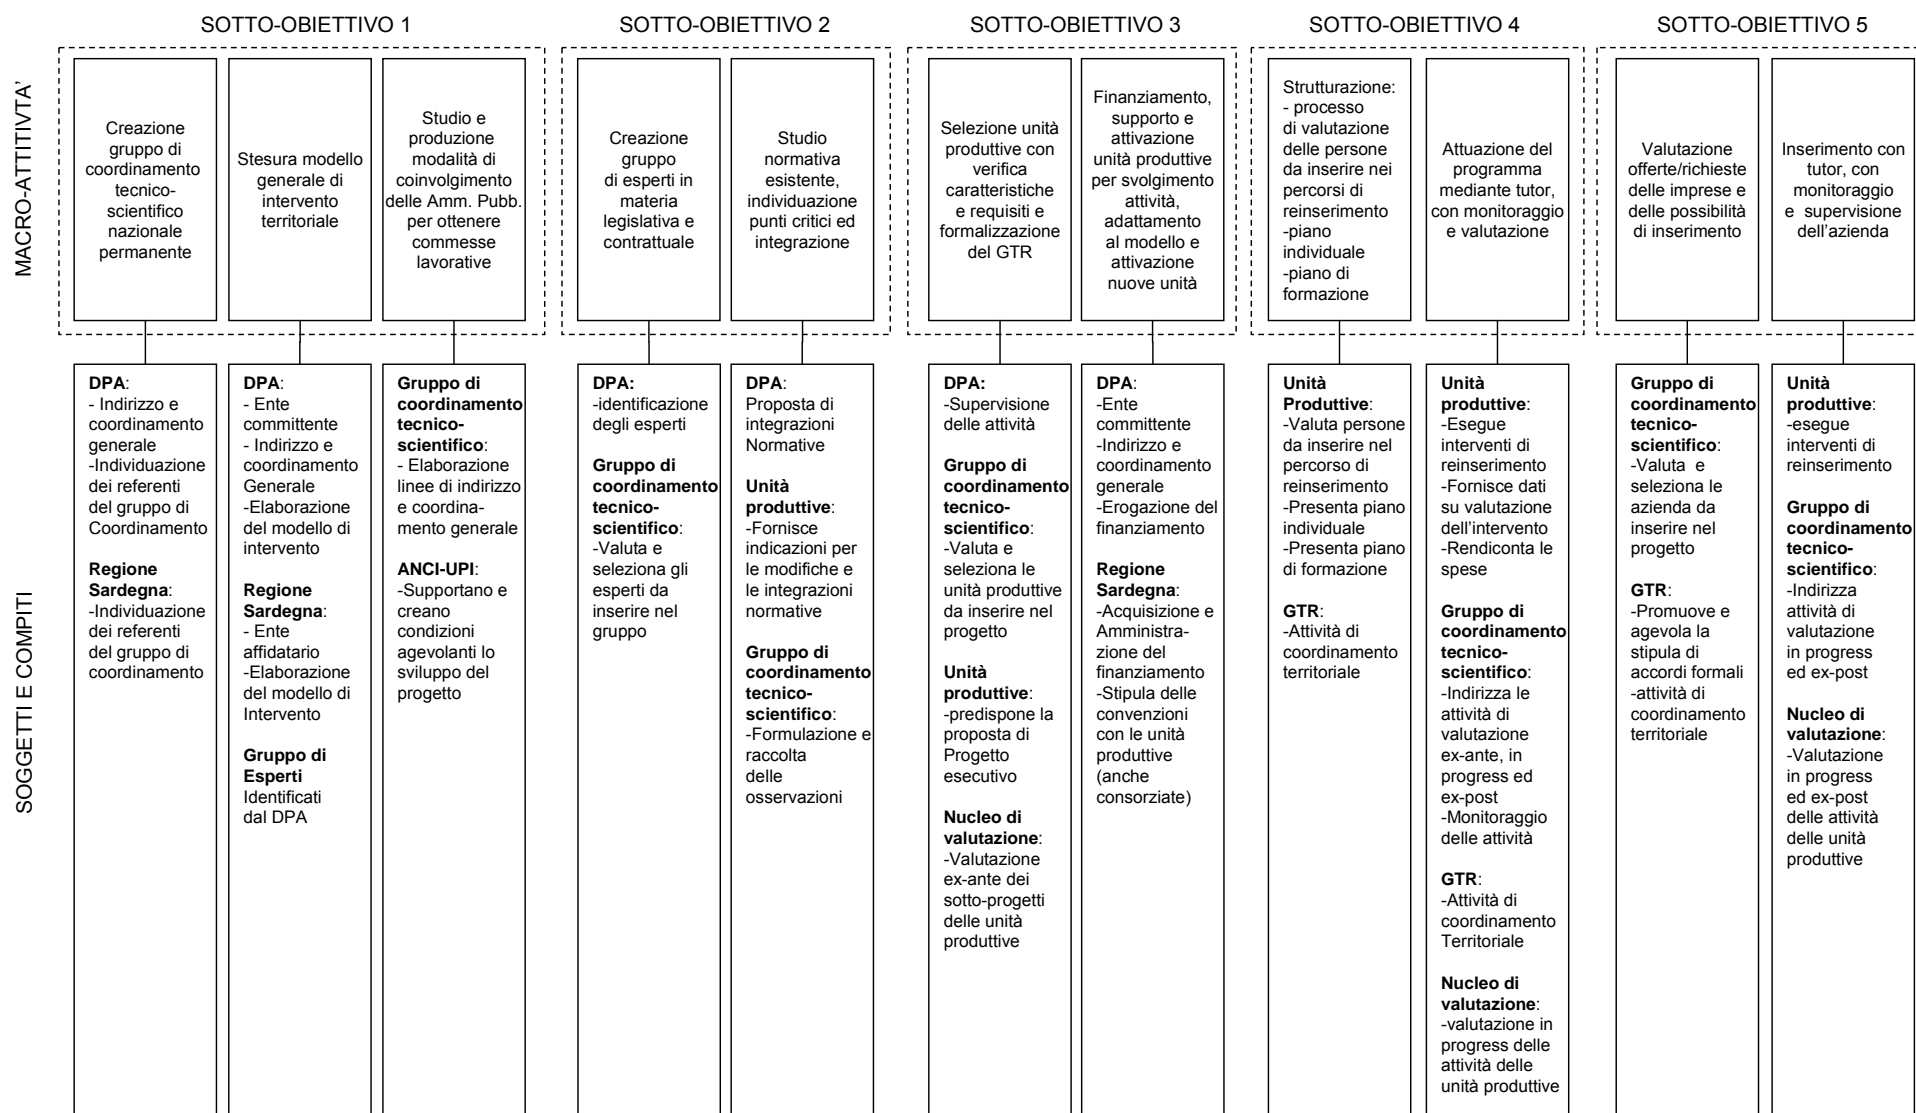 SOTTO-OBIETTIVO 1
SOTTO-OBIETTIVO 2
SOTTO-OBIETTIVO 3
SOTTO-OBIETTIVO 4
SOTTO-OBIETTIVO 5
MACRO-ATTITIVTA'
Creazione
gruppo di
coordinamento
tecnico-
scientifico
nazionale
permanente
Stesura modello
generale di
intervento
territoriale
Studio e
produzione
modalità di
coinvolgimento
delle Amm. Pubb.
per ottenere
commesse
lavorative
Creazione
gruppo
di esperti in
materia
legislativa e
contrattuale
Studio
normativa
esistente,
individuazione
punti critici ed
integrazione
Selezione unità
produttive con
verifica
caratteristiche
e requisiti e
formalizzazione
del GTR
Finanziamento,
supporto e
attivazione
unità produttive
per svolgimento
attività,
adattamento
al modello e
attivazione
nuove unità
Strutturazione:
- processo
di valutazione
delle persone
da inserire nei
percorsi di
reinserimento
-piano
individuale
-piano di
formazione
Attuazione del
programma
mediante tutor,
con monitoraggio
e valutazione
Valutazione
offerte/richieste
delle imprese e
delle possibilità
di inserimento
Inserimento con
tutor, con
monitoraggio
e supervisione
dell'azienda
SOGGETTI E COMPITI
DPA:
- Indirizzo e
coordinamento
generale
-Individuazione
dei referenti
del gruppo di
Coordinamento
Regione
Sardegna:
-Individuazione
dei referenti
del gruppo di
coordinamento
DPA:
- Ente
committente
- Indirizzo e
coordinamento
Generale
-Elaborazione
del modello di
intervento
Regione
Sardegna:
- Ente
affidatario
-Elaborazione
del modello di
Intervento
Gruppo di
Esperti
Identificati
dal DPA
Gruppo di
coordinamento
tecnico-
scientifico:
- Elaborazione
linee di indirizzo
e coordina-
mento generale
ANCI-UPI:
-Supportano e
creano
condizioni
agevolanti lo
sviluppo del
progetto
DPA:
-identificazione
degli esperti
Gruppo di
coordinamento
tecnico-
scientifico:
-Valuta e
seleziona gli
esperti da
inserire nel
gruppo
DPA:
Proposta di
integrazioni
Normative
Unità
produttive:
-Fornisce
indicazioni per
le modifiche e
le integrazioni
normative
Gruppo di
coordinamento
tecnico-
scientifico:
-Formulazione e
raccolta
delle
osservazioni
DPA:
-Supervisione
delle attività
Gruppo di
coordinamento
tecnico-
scientifico:
-Valuta e
seleziona le
unità produttive
da inserire nel
progetto
Unità
produttive:
-predispone la
proposta di
Progetto
esecutivo
Nucleo di
valutazione:
-Valutazione
ex-ante dei
sotto-progetti
delle unità
produttive
DPA:
-Ente
committente
-Indirizzo e
coordinamento
generale
-Erogazione del
finanziamento
Regione
Sardegna:
-Acquisizione e
Amministra-
zione del
finanziamento
-Stipula delle
convenzioni
con le unità
produttive
(anche
consorziate)
Unità
Produttive:
-Valuta persone
da inserire nel
percorso di
reinserimento
-Presenta piano
individuale
-Presenta piano
di formazione
GTR:
-Attività di
coordinamento
territoriale
Unità
produttive:
-Esegue
interventi di
reinserimento
-Fornisce dati
su valutazione
dell'intervento
-Rendiconta le
spese
Gruppo di
coordinamento
tecnico-
scientifico:
-Indirizza le
attività di
valutazione
ex-ante, in
progress ed
ex-post
-Monitoraggio
delle attività
GTR:
-Attività di
coordinamento
Territoriale
Nucleo di
valutazione:
-valutazione in
progress delle
attività delle
unità produttive
Gruppo di
coordinamento
tecnico-
scientifico:
-Valuta e
seleziona le
azienda da
inserire nel
progetto
GTR:
-Promuove e
agevola la
stipula di
accordi formali
-attività di
coordinamento
territoriale
Unità
produttive:
-esegue
interventi di
reinserimento
Gruppo di
coordinamento
tecnico-
scientifico:
-Indirizza
attività di
valutazione
in progress
ed ex-post
Nucleo di
valutazione:
-Valutazione
in progress
ed ex-post
delle attività
delle unità
produttive